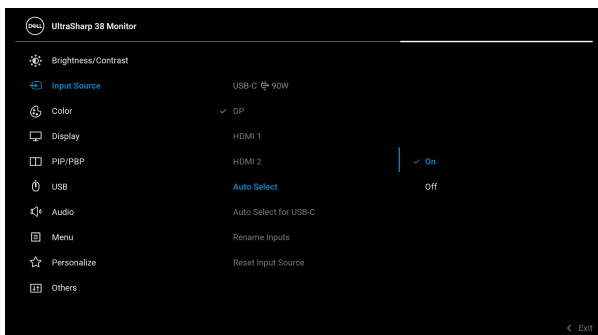 DELL UltraSharp 38 Monitor
Brightness/Contrast
Input Source USB-C 90W
Color DP
Display HDMI 1
PIP/PBP HDMI 2 On
USB Auto Select Off
Audio Auto Select for USB-C
Menu Rename Inputs
Personalize Reset Input Source
Others
Exit